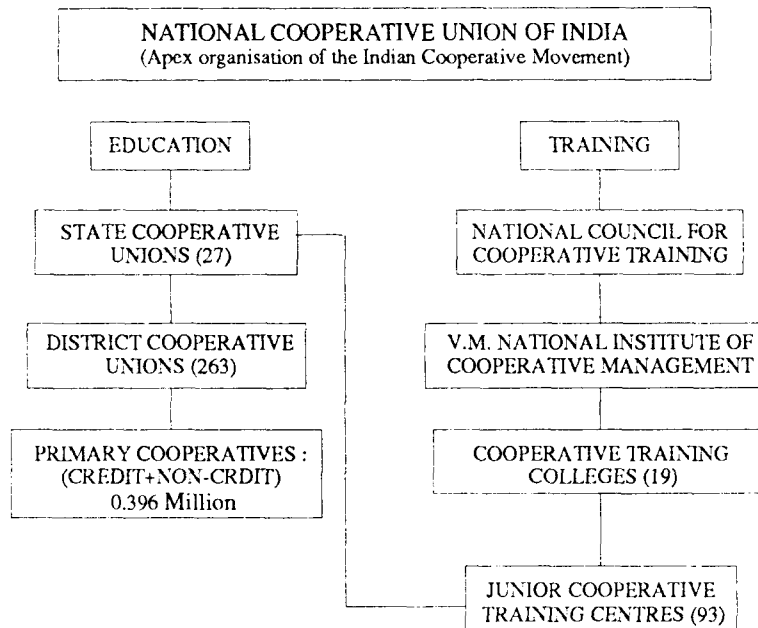 NATIONAL COOPERATIVE UNION OF INDIA
(Apex organisation of the Indian Cooperative Movement)
EDUCATION
STATE COOPERATIVE
UNIONS (27)
DISTRICT COOPERATIVE
UNIONS (263)
PRIMARY COOPERATIVES :
(CREDIT+NON-CRDIT)
0.396 Million
TRAINING
NATIONAL COUNCIL FOR
COOPERATIVE TRAINING
V.M. NATIONAL INSTITUTE OF
COOPERATIVE MANAGEMENT
COOPERATIVE TRAINING
COLLEGES (19)
JUNIOR COOPERATIVE
TRAINING CENTRES (93)